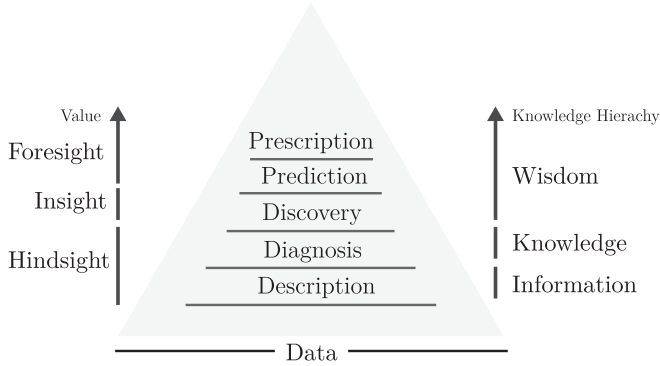 Value
Foresight
Insight
Hindsight
Prescription
Prediction
Discovery
Diagnosis
Description
Data
Knowledge Hierachy
Wisdom
Knowledge
Information